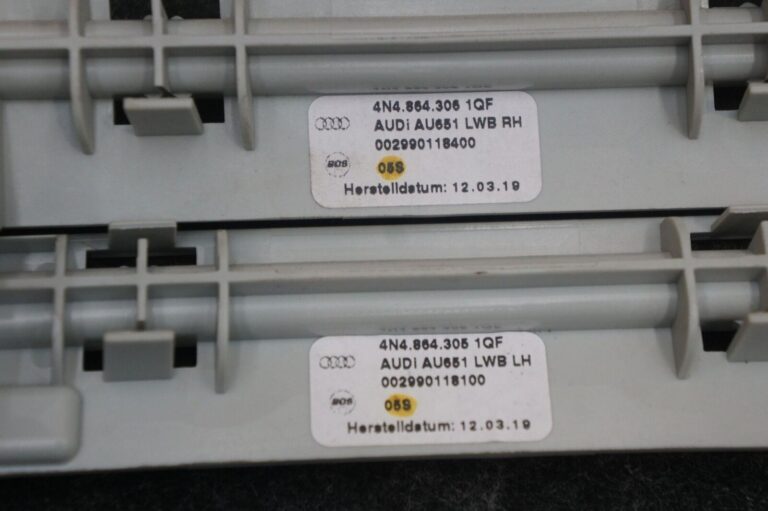 4N4.864.306 1QF
AUDi AU651 LWB RH
002990118400
BOS
05S
Herstelldatum: 12.03.19
4N4.864.305 1QF
AUDi AU651 LWB LH
002990118100
BOS
05S
Herstelldatum: 12.03.19